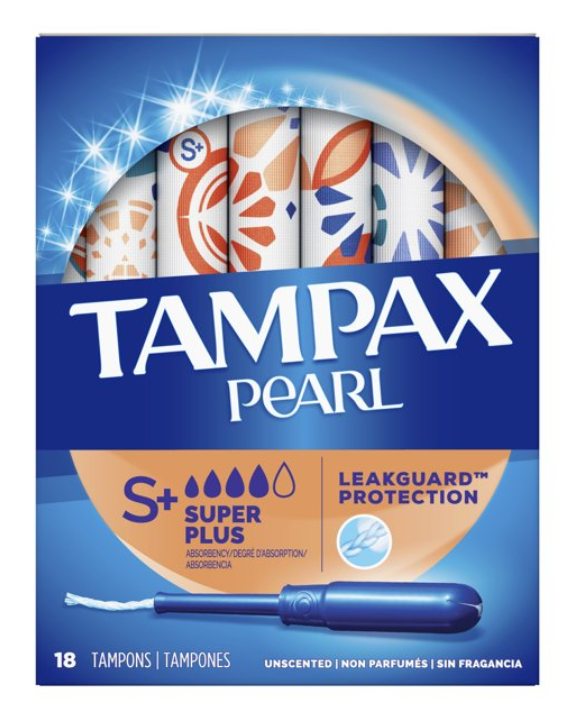 S+
TAMPAX
PEARL
S+
SUPER
PLUS
ABSORBENCY/DEGRÉ D'ABSORPTION/
ABSORBENCIA
LEAKGUARD™
PROTECTION
18 TAMPONS | TAMPONES
UNSCENTED | NON PARFUMÉS | SIN FRAGANCIA